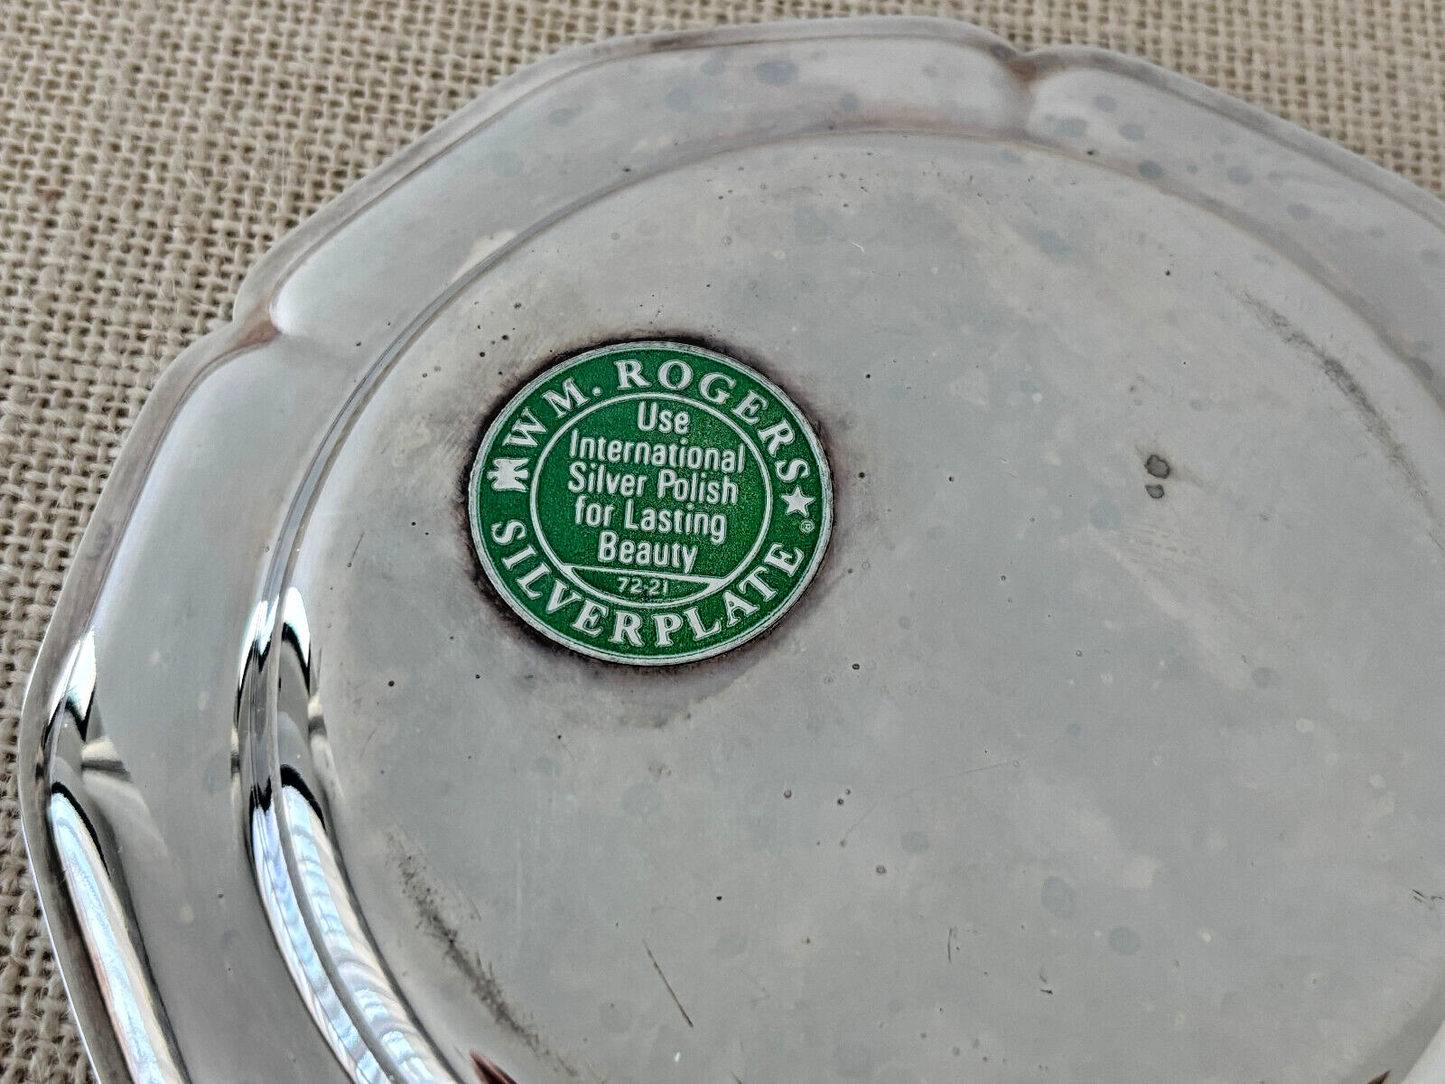 WM. ROGERS★
Use
International
Silver Polish
for Lasting
Beauty
72-21
SILVERPLATE